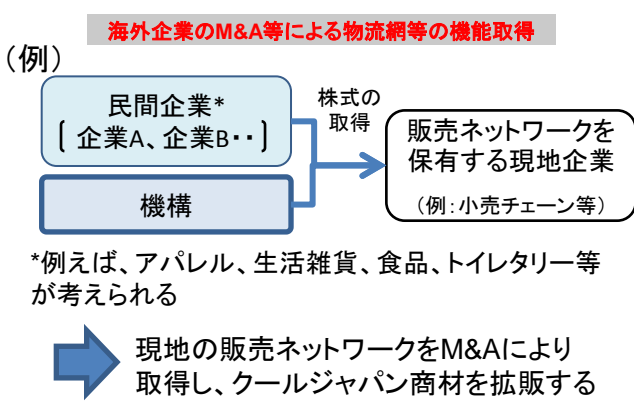 海外企業のM&A等による物流網等の機能取得
（例）
民間企業*
〔 企業A、企業B・・〕
機構
株式の
取得
販売ネットワークを
保有する現地企業
（例：小売チェーン等）
*例えば、アパレル、生活雑貨、食品、トイレタリー等
が考えられる
現地の販売ネットワークをM&Aにより
取得し、クールジャパン商材を拡販する